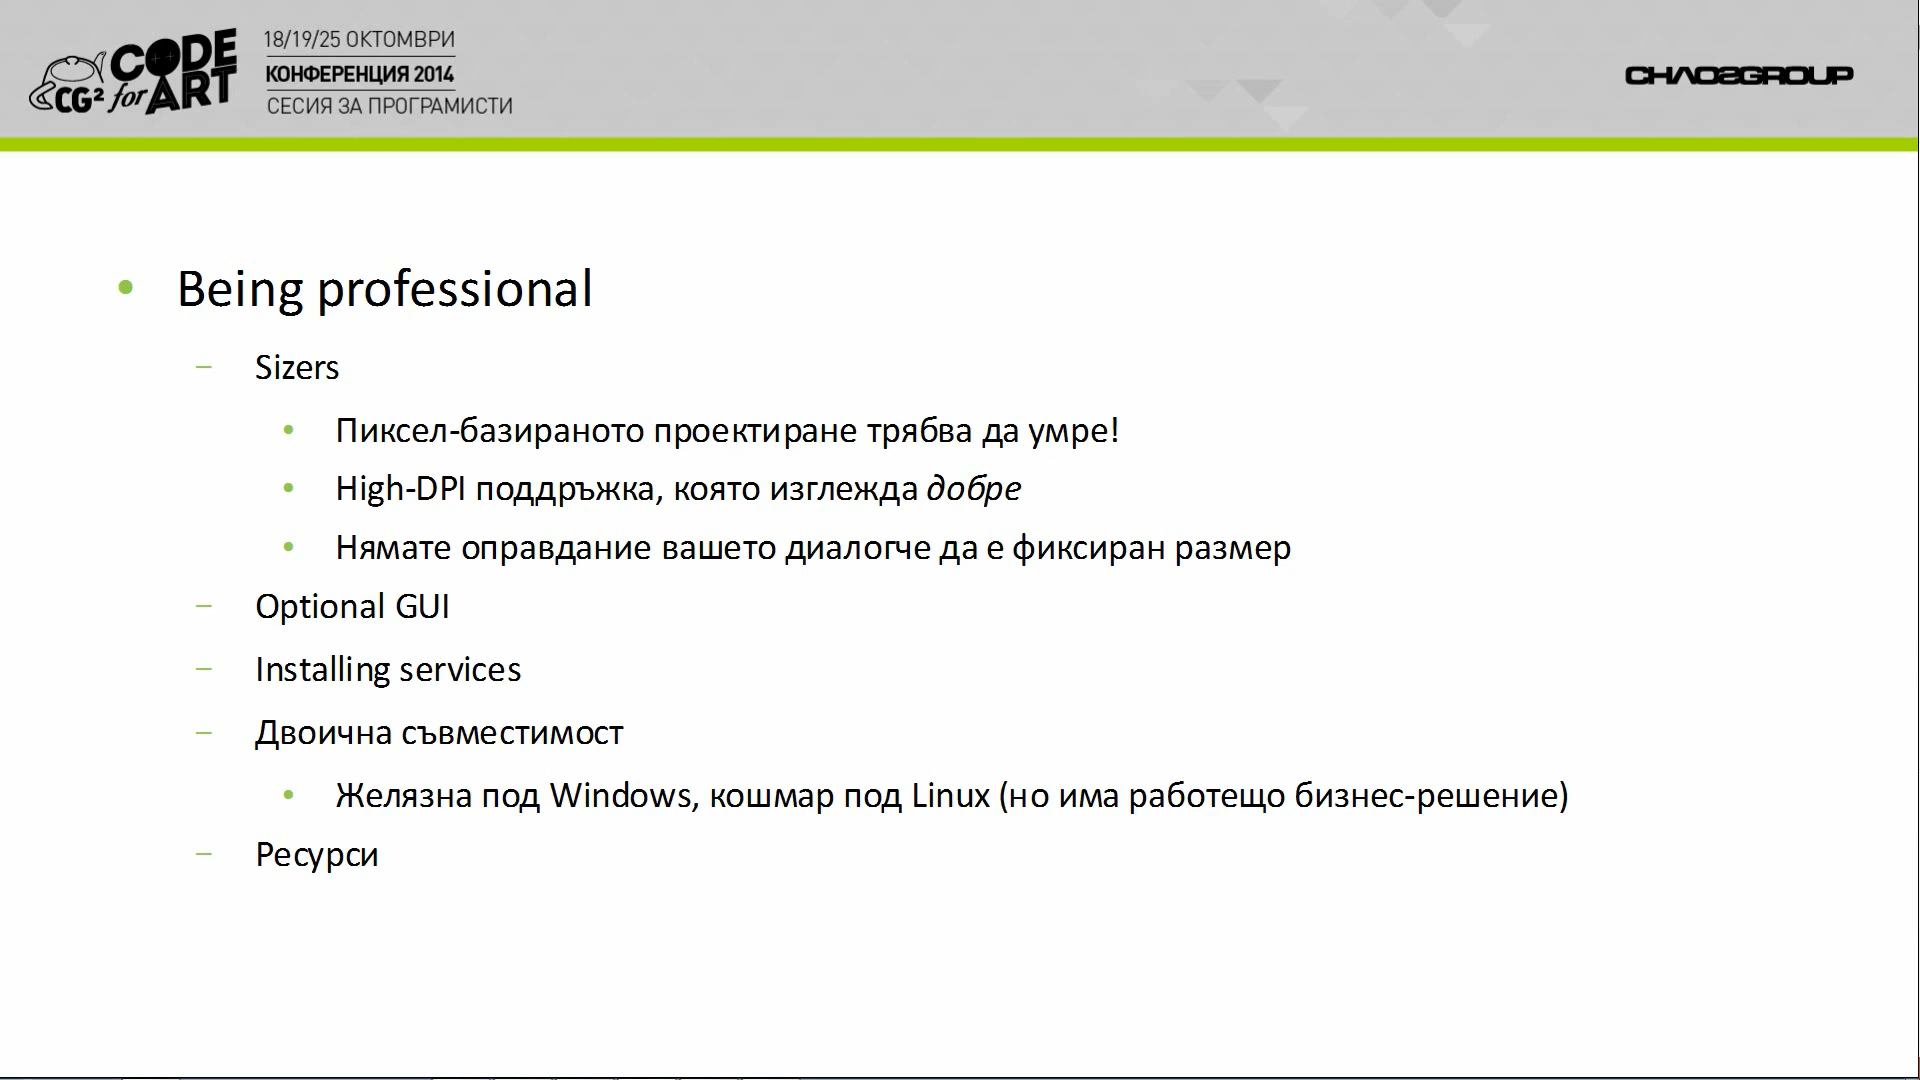 CODE
for ART
CG²
18/19/25 ОКТОМВРИ
КОНФЕРЕНЦИЯ 2014
СЕСИЯ ЗА ПРОГРАМИСТИ
CHAOSGROUP
• Being professional
– Sizers
• Пиксел-базираното проектиране трябва да умре!
• High-DPI поддръжка, която изглежда добре
• Нямате оправдание вашето диалогче да е фиксиран размер
– Optional GUI
– Installing services
– Двоична съвместимост
• Желязна под Windows, кошмар под Linux (но има работещо бизнес-решение)
– Ресурси